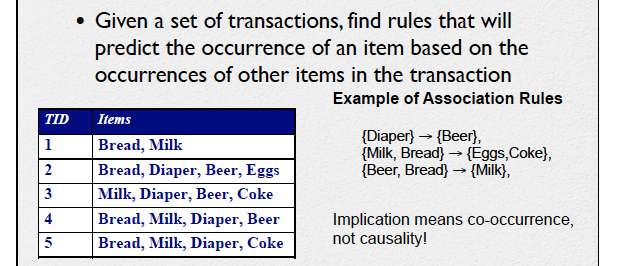 • Given a set of transactions, find rules that will
predict the occurrence of an item based on the
occurrences of other items in the transaction
TID Items
1 Bread, Milk
2 Bread, Diaper, Beer, Eggs
3 Milk, Diaper, Beer, Coke
4 Bread, Milk, Diaper, Beer
5 Bread, Milk, Diaper, Coke
Example of Association Rules
{Diaper} → {Beer},
{Milk, Bread} → {Eggs,Coke},
{Beer, Bread} → {Milk},
Implication means co-occurrence,
not causality!